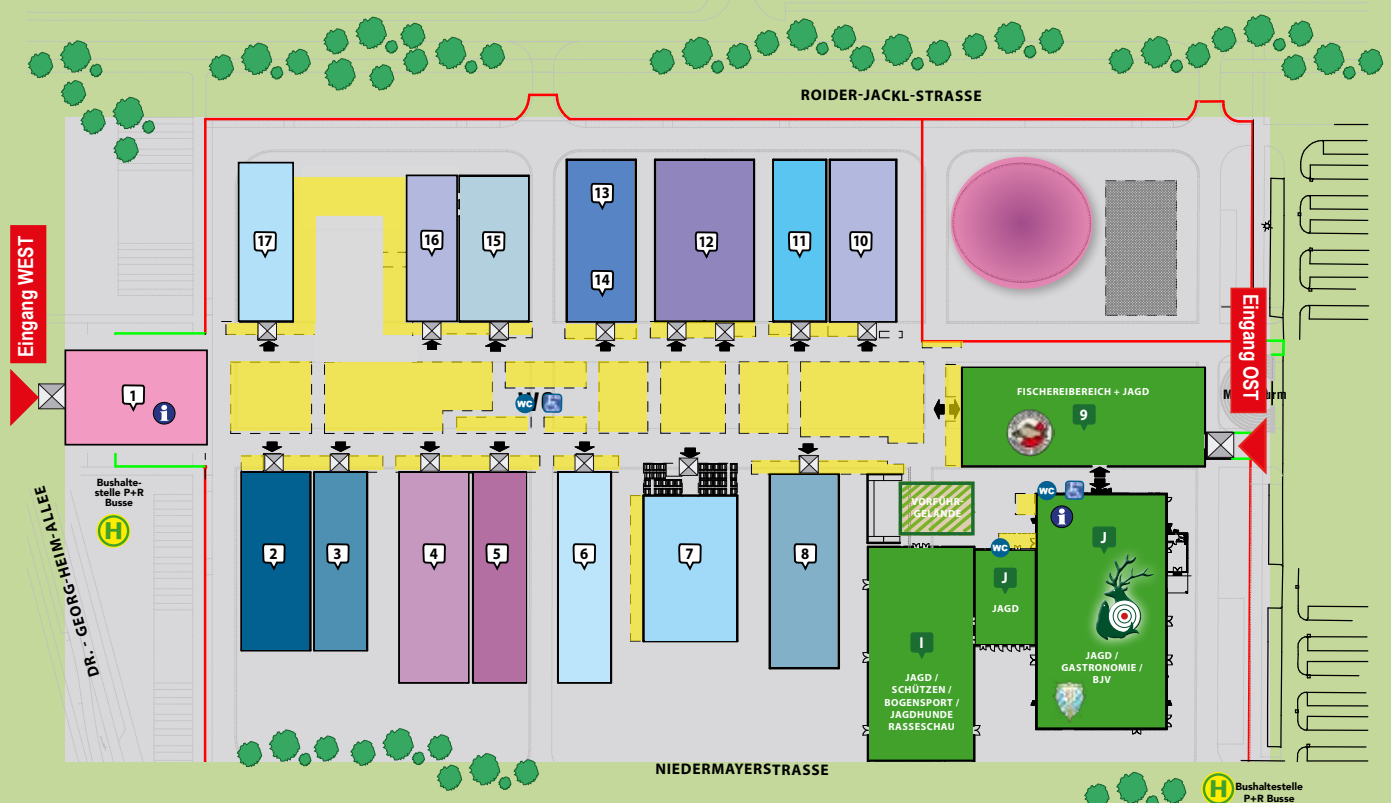 ROIDER-JACKL-STRASSE
Eingang WEST
17
16
15
13
14
12
11
10
Eingang OST
1
i
WC
WC
FISCHEREIBEREICH + JAGD
9
Bushalte-
stelle P+R
Busse
H
DR. - GEORG-HEIM-ALLEE
2
3
4
5
6
7
8
VORFÜHR-
GELÄNDE
WC
i
WC
J
JAGD
J
JAGD /
GASTRONOMIE /
BJV
I
JAGD /
SCHÜTZEN /
BOGENSPORT /
JAGDHUNDE
RASSESCHAU
NIEDERMAYERSTRASSE
H
Bushaltestelle
P+R Busse